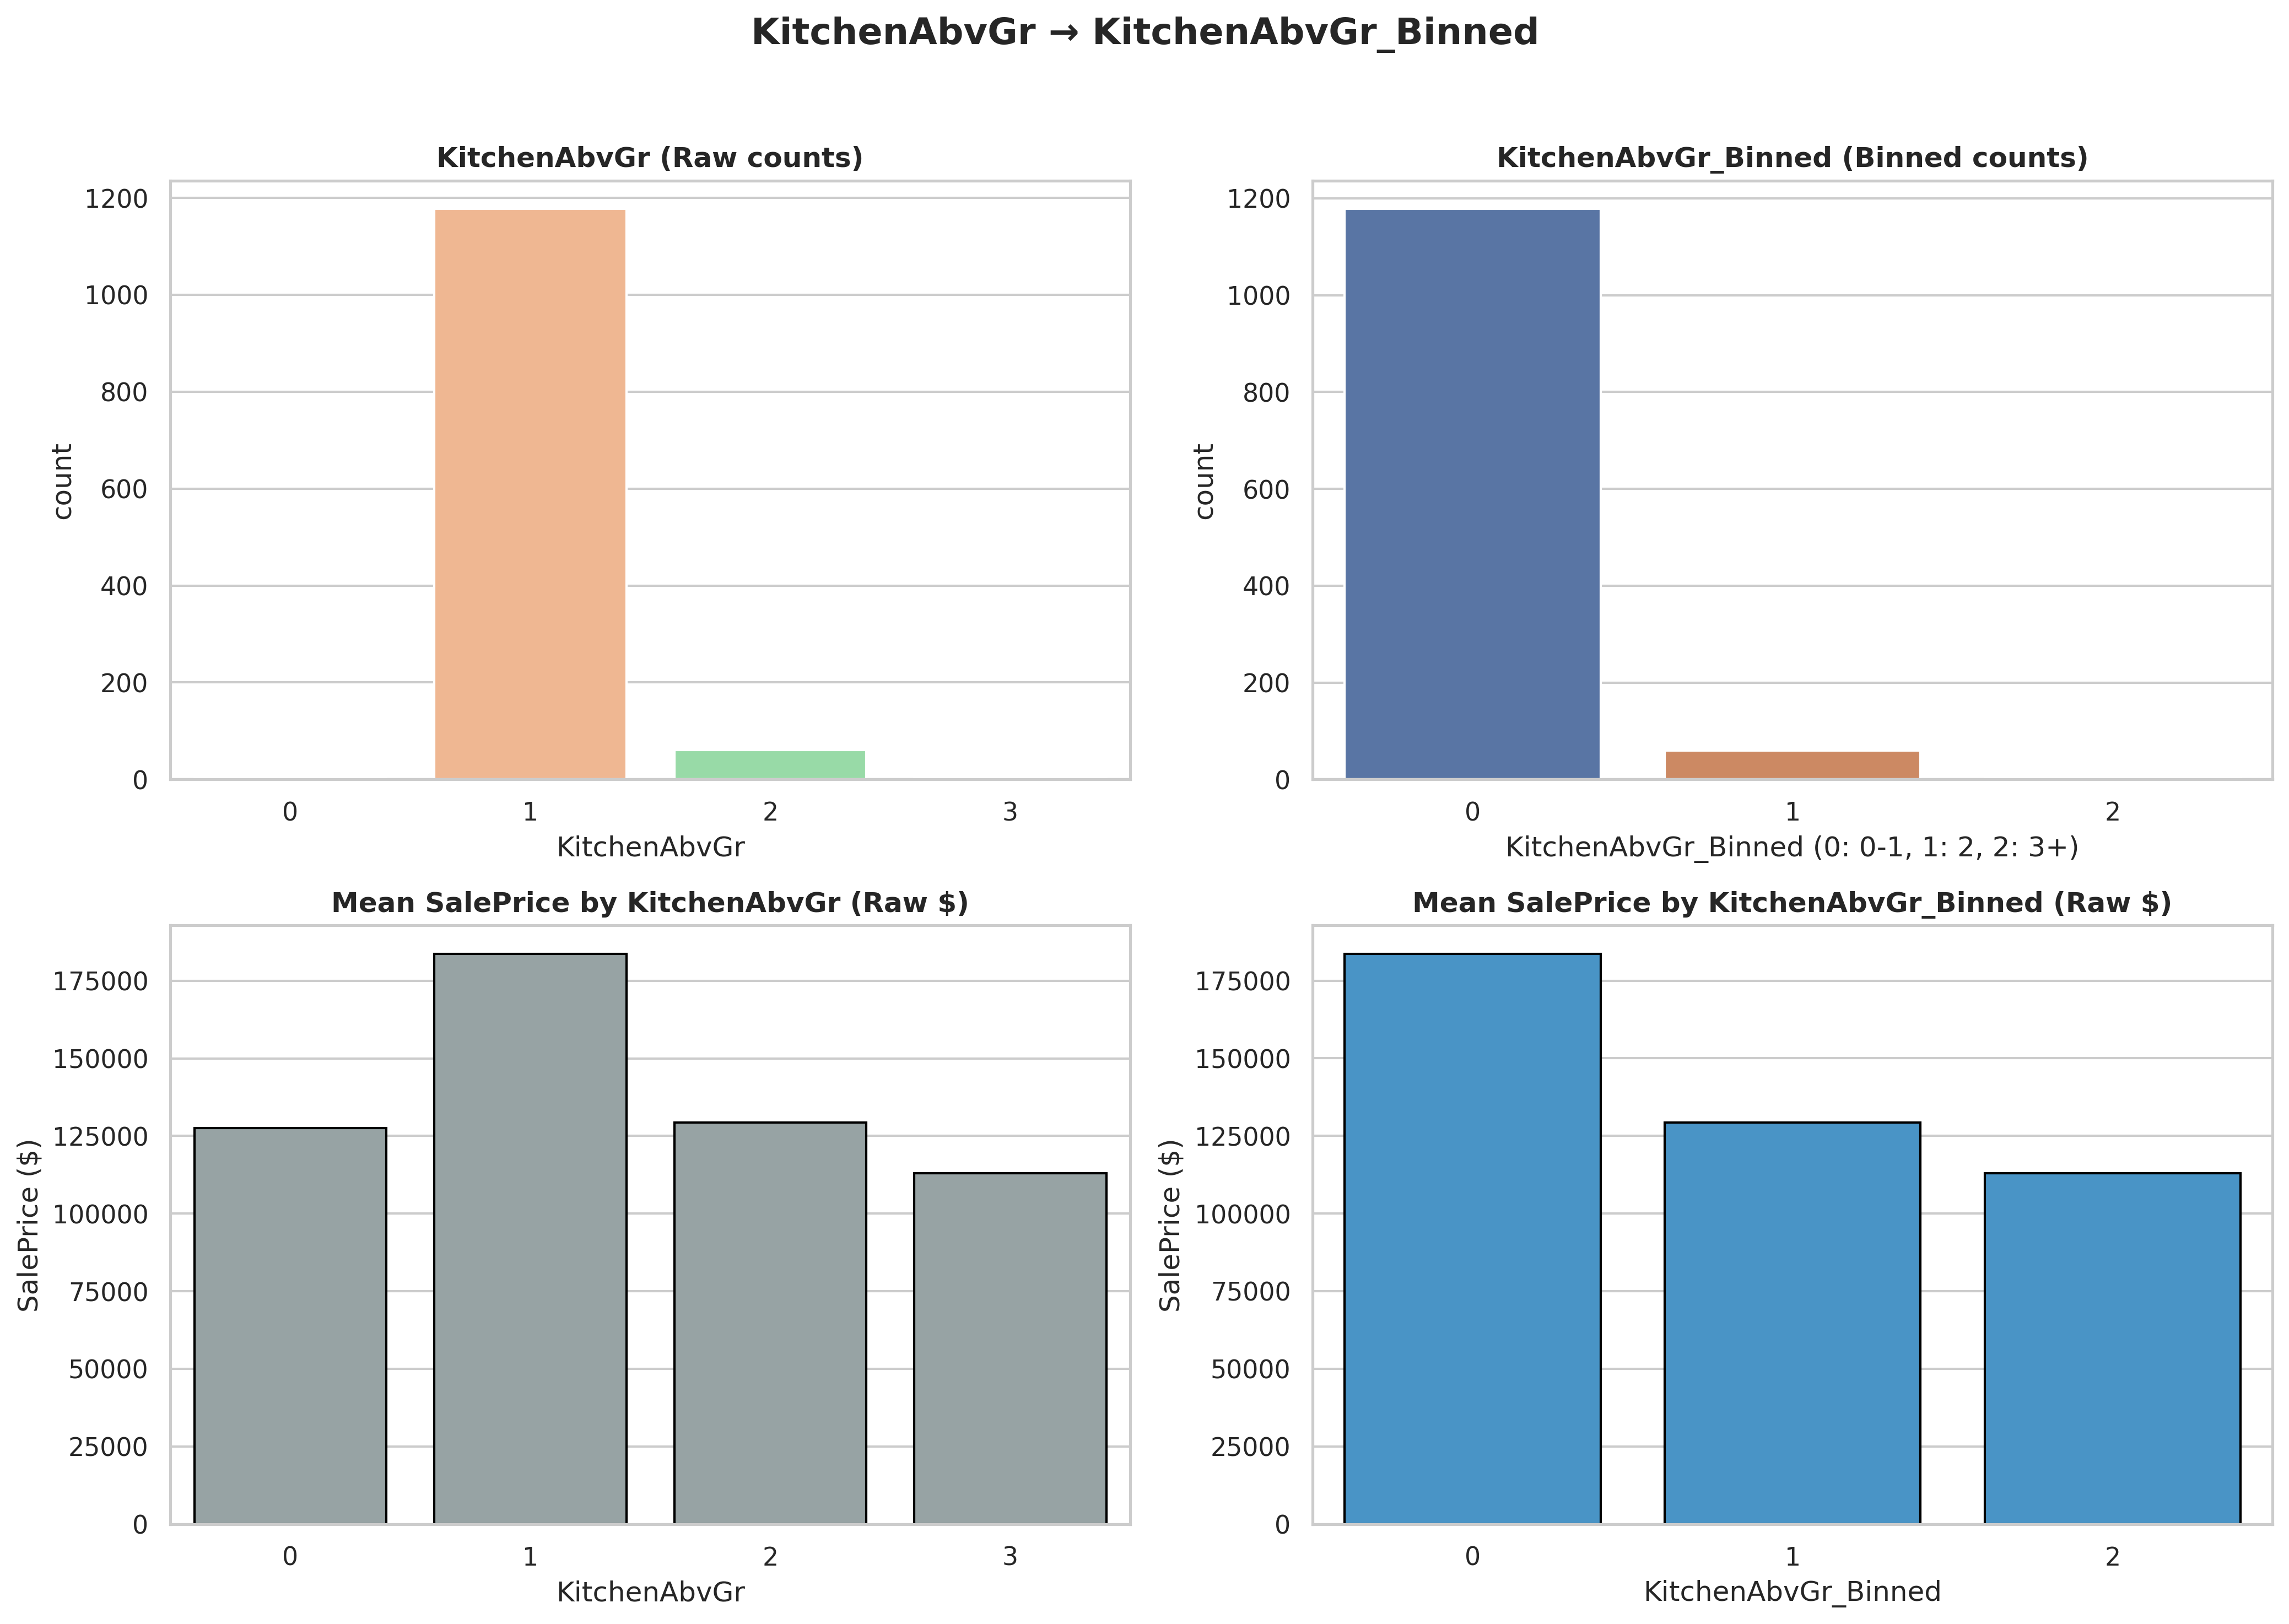 KitchenAbvGr → KitchenAbvGr_Binned
KitchenAbvGr (Raw counts)
1200
1000
800
600
400
200
0
count
0 1 2 3
KitchenAbvGr
KitchenAbvGr_Binned (Binned counts)
1200
1000
800
600
400
200
0
count
0 1 2
KitchenAbvGr_Binned (0: 0-1, 1: 2, 2: 3+)
Mean SalePrice by KitchenAbvGr (Raw $)
175000
150000
125000
100000
75000
50000
25000
0
SalePrice ($)
0 1 2 3
KitchenAbvGr
Mean SalePrice by KitchenAbvGr_Binned (Raw $)
175000
150000
125000
100000
75000
50000
25000
0
SalePrice ($)
0 1 2
KitchenAbvGr_Binned